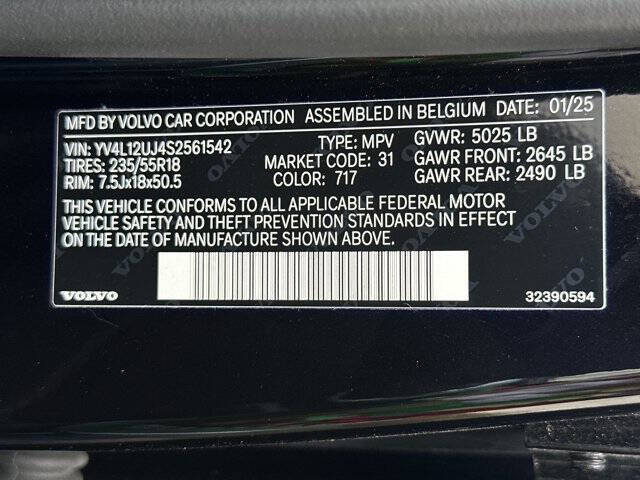 MFD BY VOLVO CAR CORPORATION ASSEMBLED IN BELGIUM DATE: 01/25
VIN: YV4L12UJ4S2561542 TYPE: MPV GVWR: 5025 LB
TIRES: 235/55R18 MARKET CODE: 31 GAWR FRONT: 2645 LB
RIM: 7.5Jx18x50.5 COLOR: 717 GAWR REAR: 2490 LB
THIS VEHICLE CONFORMS TO ALL APPLICABLE FEDERAL MOTOR
VEHICLE SAFETY AND THEFT PREVENTION STANDARDS IN EFFECT
ON THE DATE OF MANUFACTURE SHOWN ABOVE.
VOLVO 32390594